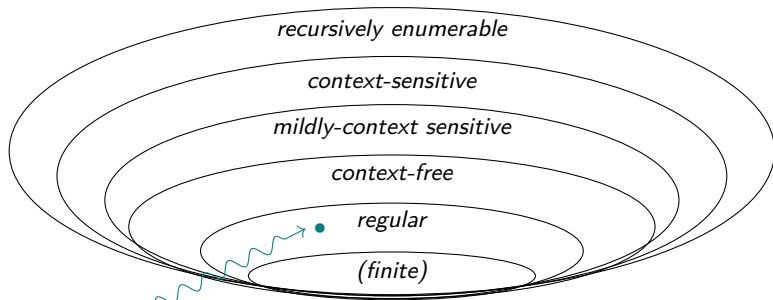 recursively enumerable
context-sensitive
mildly-context sensitive
context-free
regular
(finite)